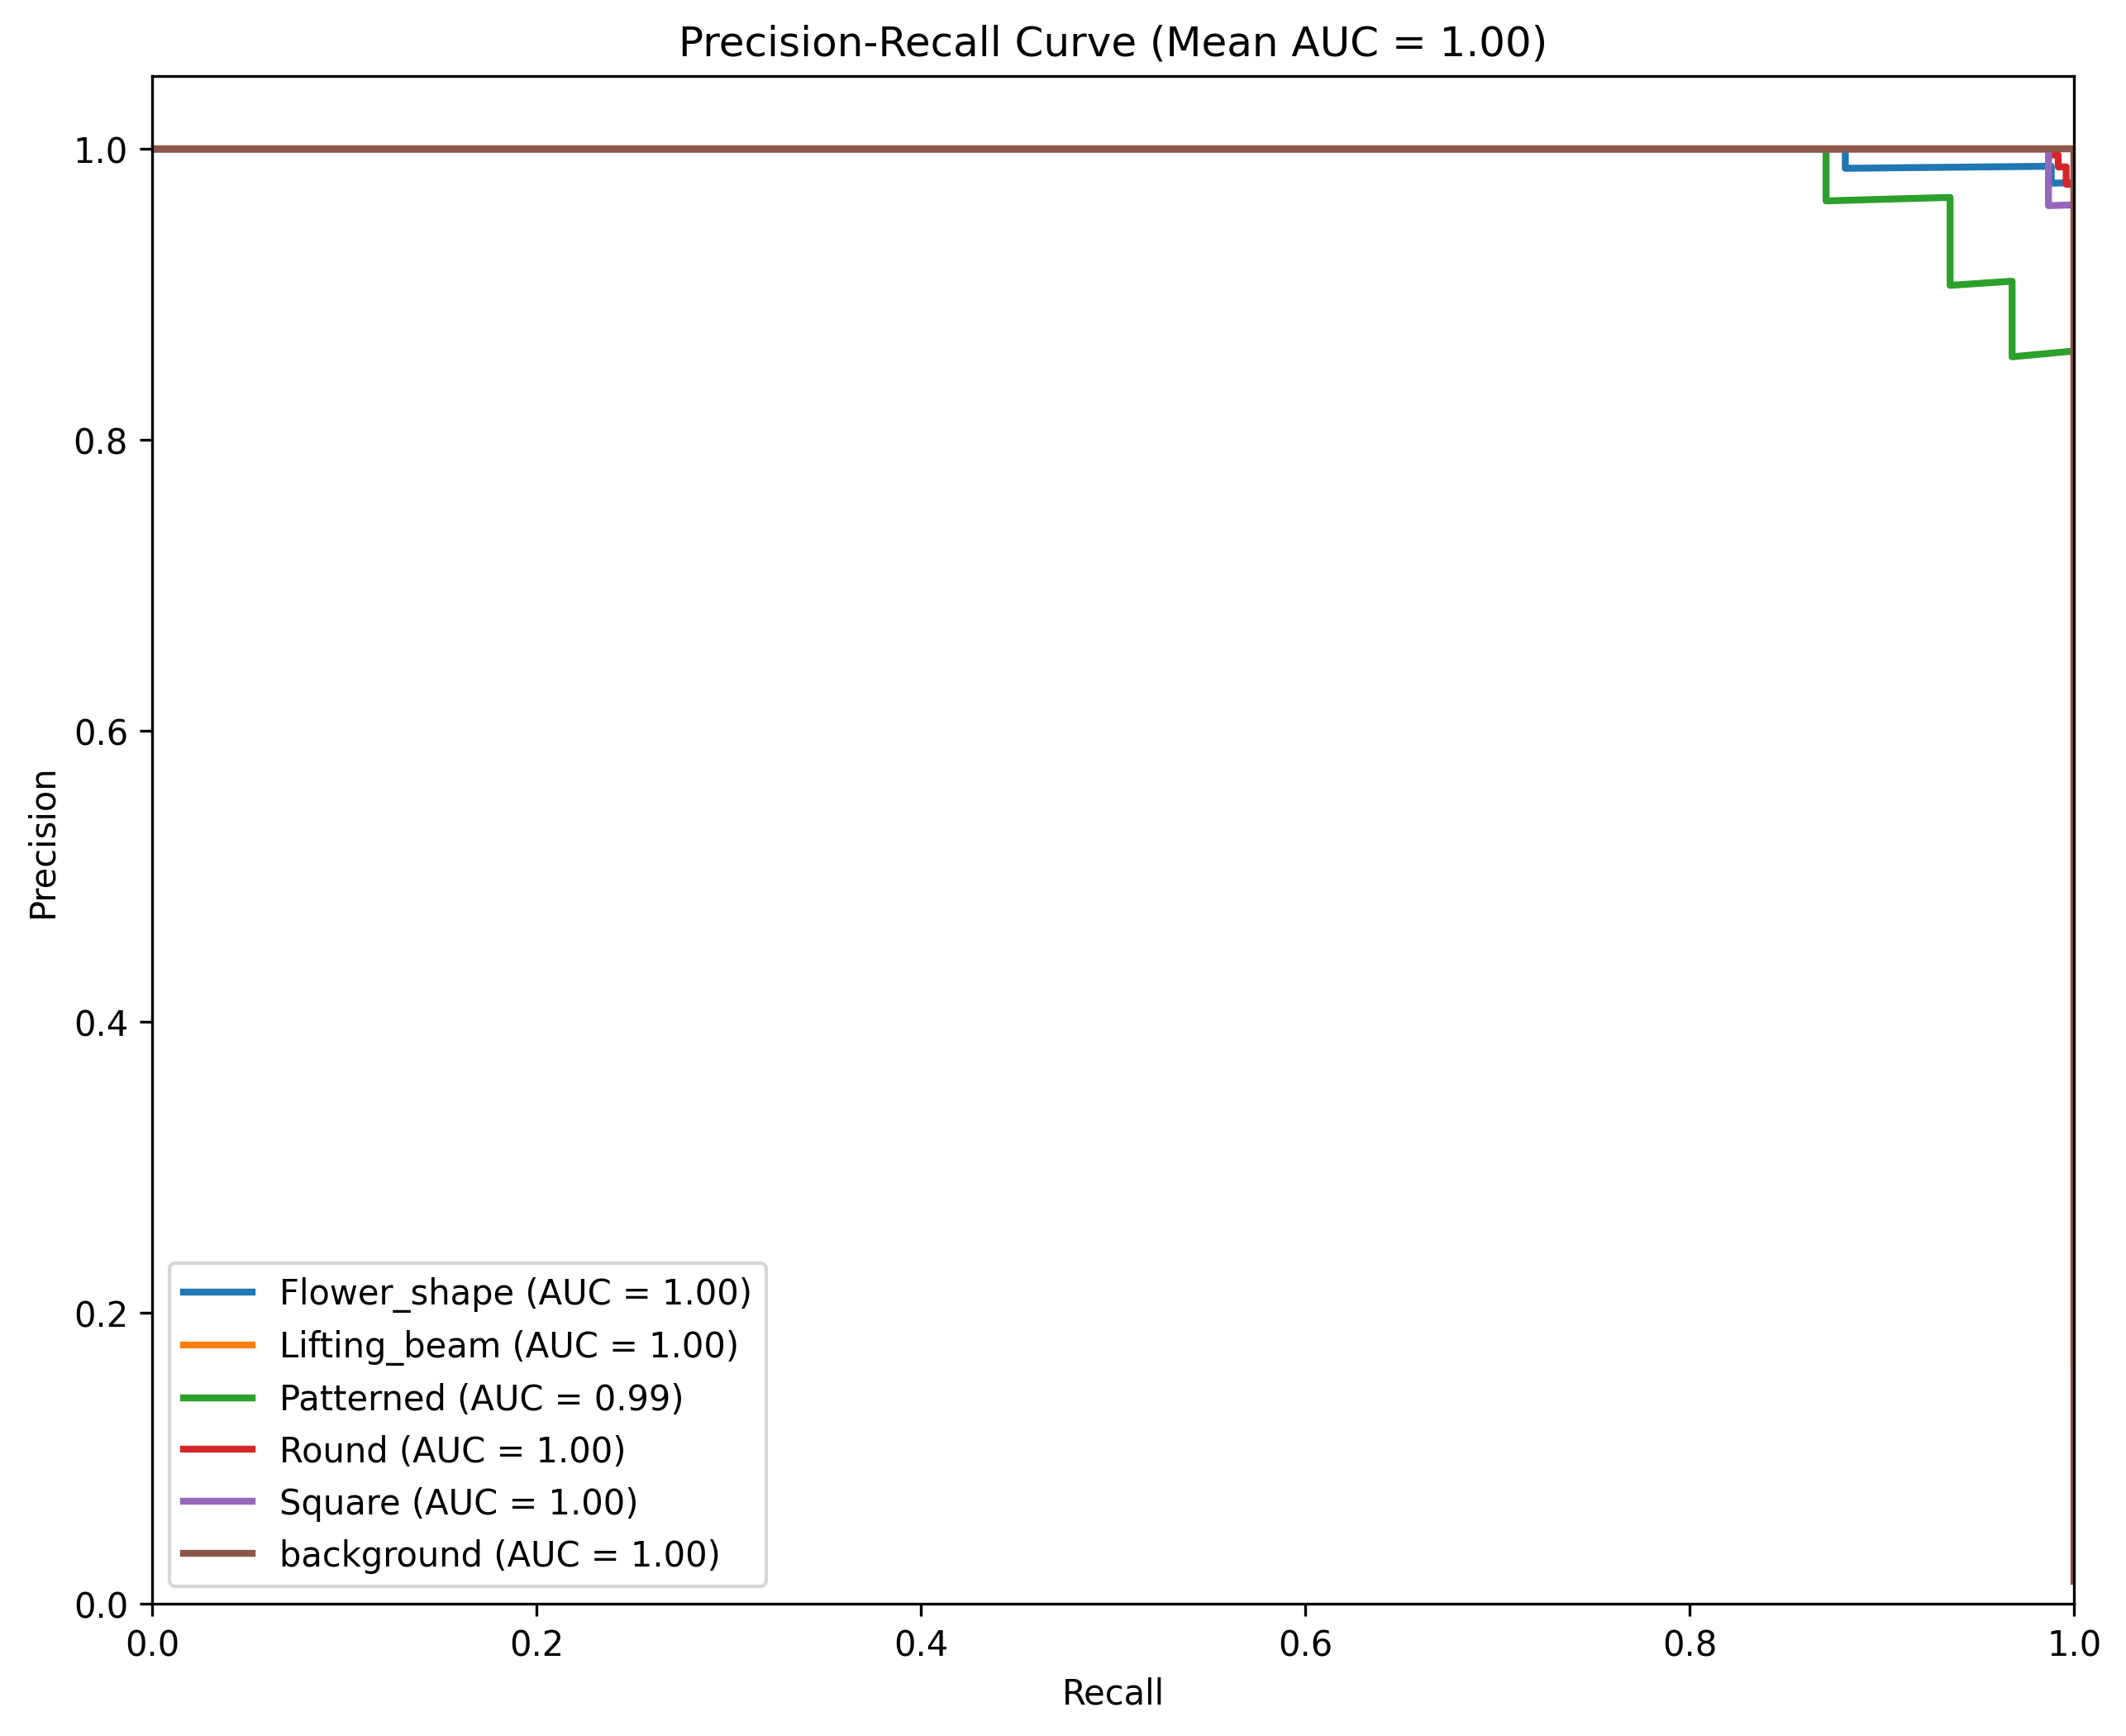 Precision-Recall Curve (Mean AUC = 1.00)
Precision
1.0
0.8
0.6
0.4
0.2
0.0
Flower_shape (AUC = 1.00)
Lifting_beam (AUC = 1.00)
Patterned (AUC = 0.99)
Round (AUC = 1.00)
Square (AUC = 1.00)
background (AUC = 1.00)
0.0 0.2 0.4 0.6 0.8 1.0
Recall